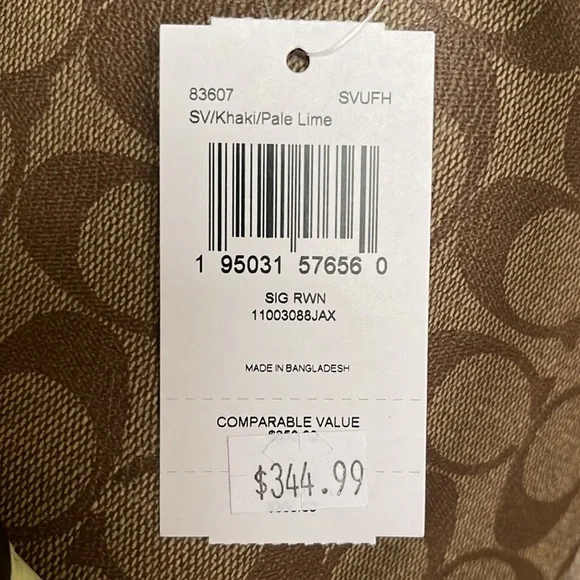 83607 SVUFH
SV/Khaki/Pale Lime
1 95031 57656 0
SIG RWN
11003088JAX
MADE IN BANGLADESH
COMPARABLE VALUE
$344.99